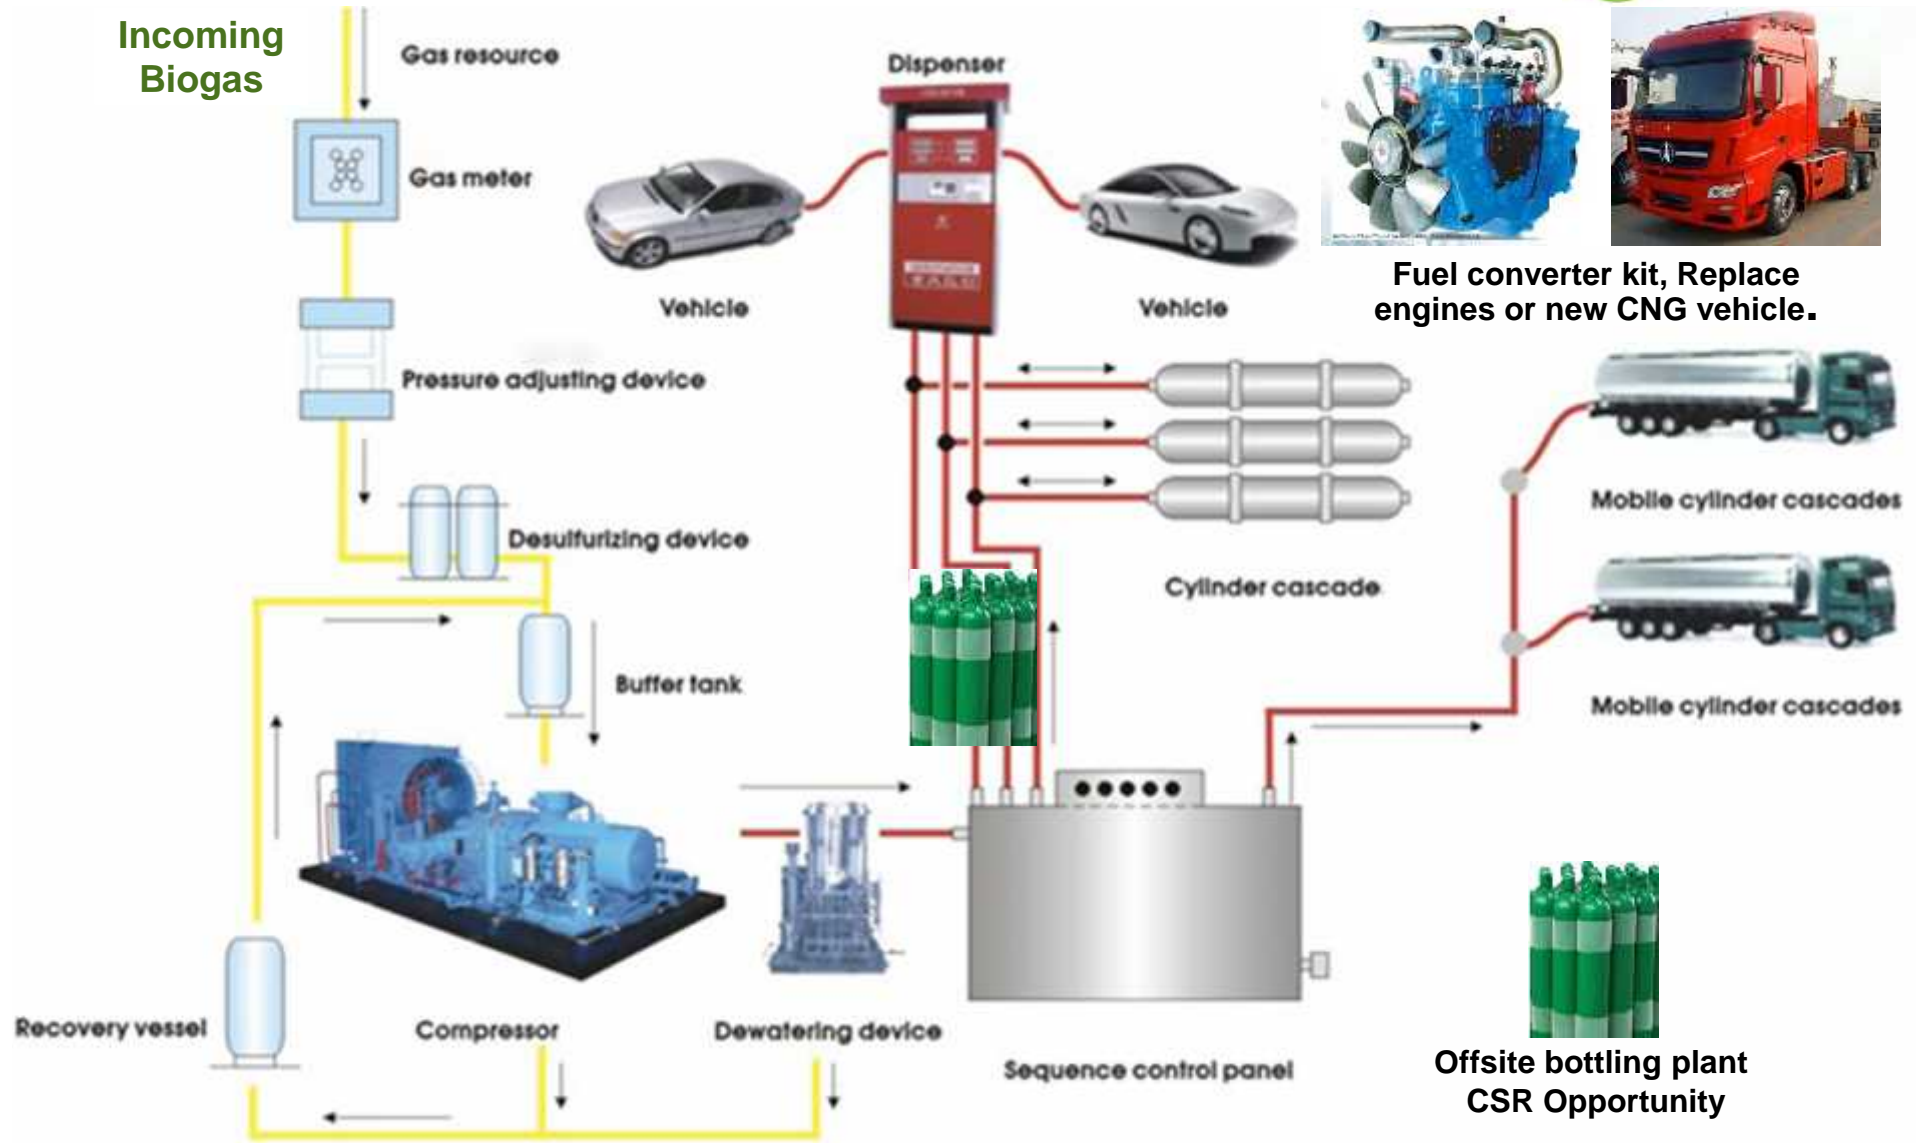 Incoming
Biogas
Gas resource
Gas meter
Pressure adjusting device
Desulfurizing device
Buffer tank
Recovery vessel
Compressor
Dewatering device
Sequence control panel
Dispenser
Vehicle
Vehicle
Cylinder cascade
Fuel converter kit, Replace
engines or new CNG vehicle.
Mobile cylinder cascades
Mobile cylinder cascades
Offsite bottling plant
CSR Opportunity